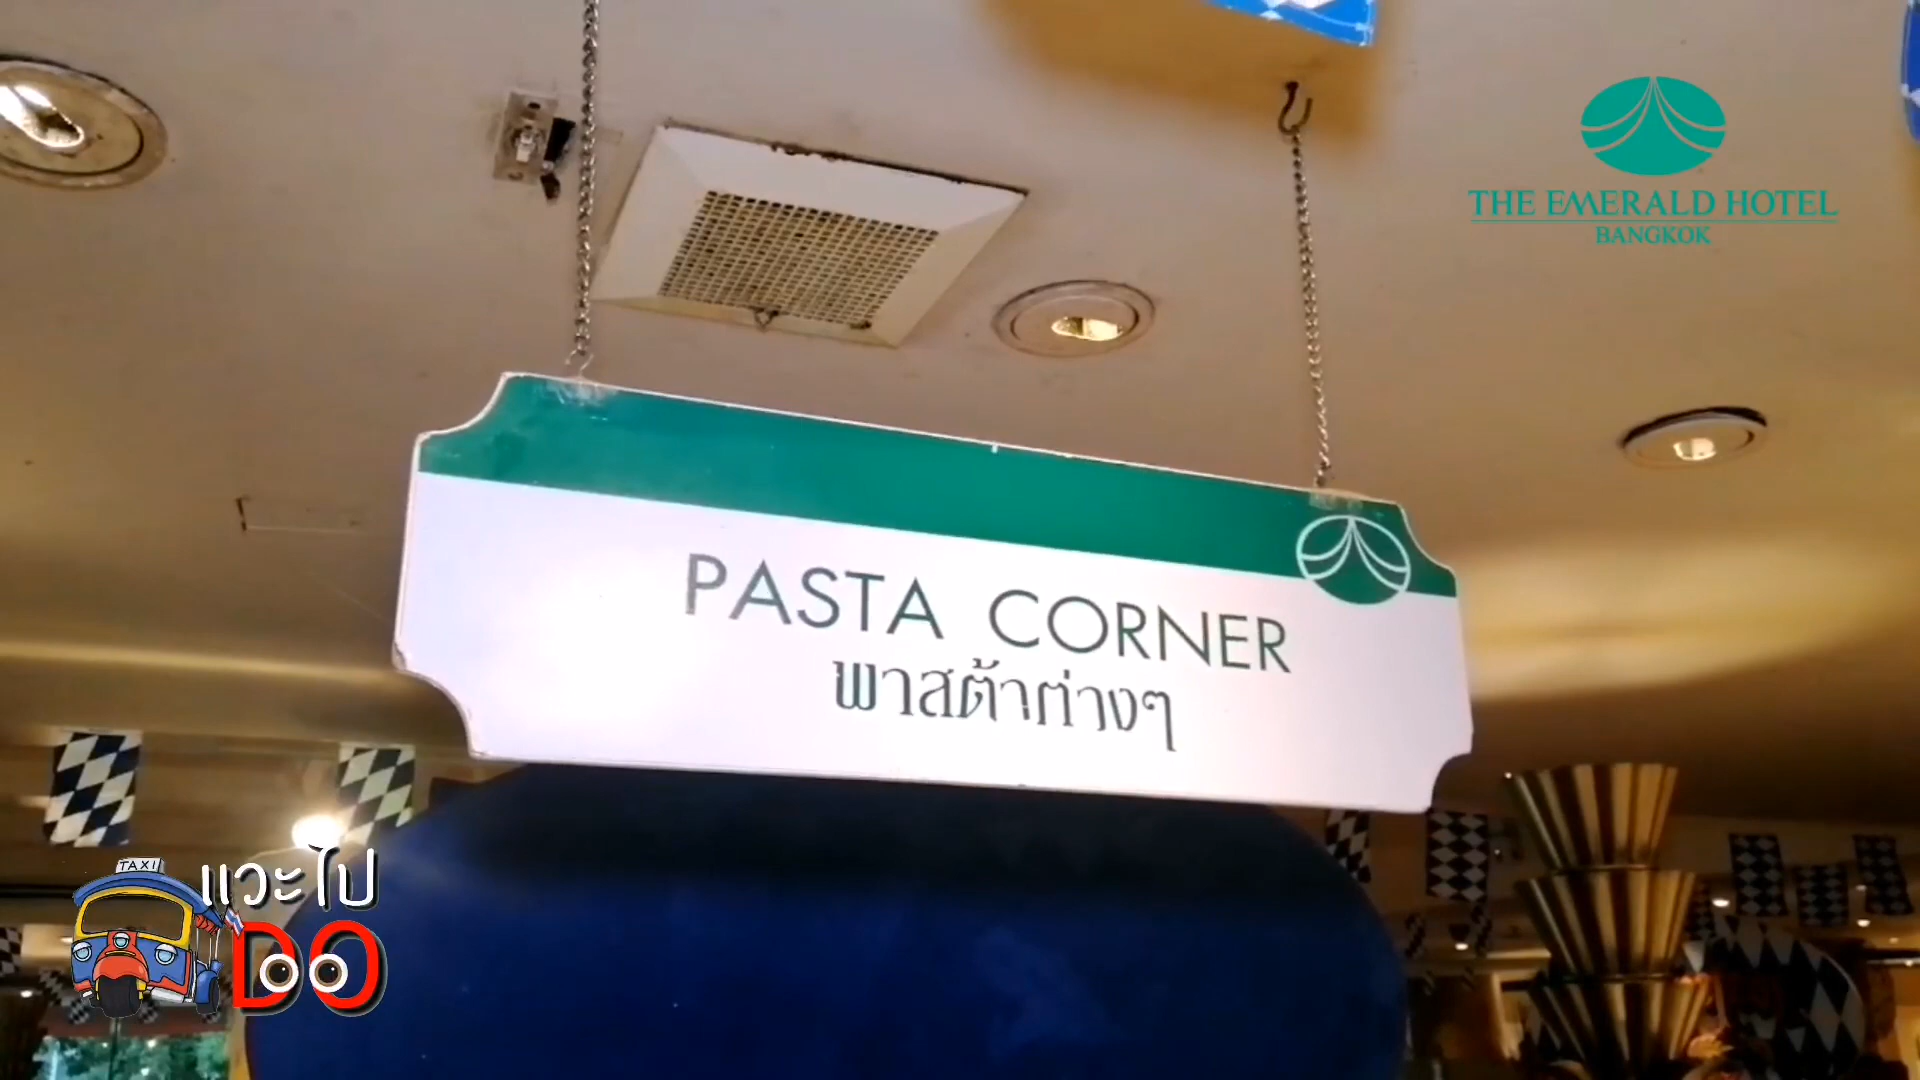 THE EMERALD HOTEL
BANGKOK
PASTA CORNER
พาสต้าต่างๆ
TAXI
แวะไป
DOO